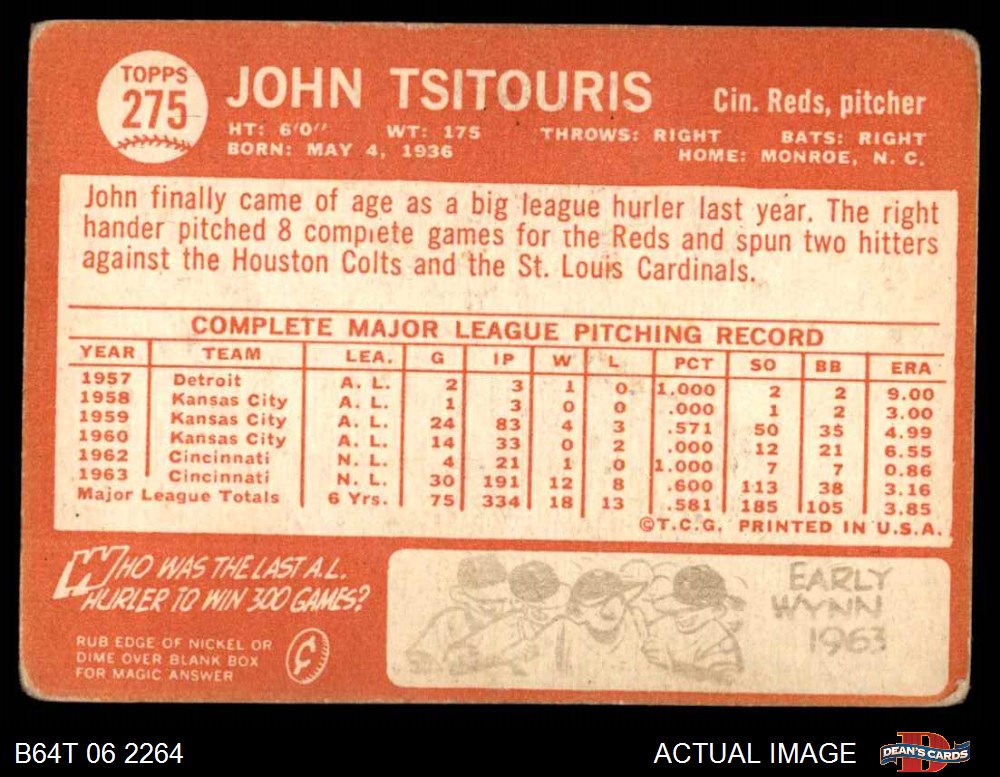 TOPPS
275
JOHN TSITOURIS
Cin. Reds, pitcher
HT: 6'0" WT: 175 THROWS: RIGHT BATS: RIGHT
BORN: MAY 4, 1936 HOME: MONROE, N. C.
John finally came of age as a big league hurler last year. The right
hander pitched 8 complete games for the Reds and spun two hitters
against the Houston Colts and the St. Louis Cardinals.
COMPLETE MAJOR LEAGUE PITCHING RECORD
YEAR TEAM LEA. G IP W L PCT SO BB ERA
1957 Detroit A. L. 2 3 1 0 1.000 2 2 9.00
1958 Kansas City A. L. 1 3 0 0 .000 1 2 3.00
1959 Kansas City A. L. 24 83 4 3 .571 50 35 4.99
1960 Kansas City A. L. 14 33 0 2 .000 12 21 6.55
1962 Cincinnati N. L. 4 21 1 0 1.000 7 7 0.86
1963 Cincinnati N. L. 30 191 12 8 .600 113 38 3.16
Major League Totals 6 Yrs. 75 334 18 13 .581 185 105 3.85
©T.C.G. PRINTED IN U.S.A.
WHO WAS THE LAST A.L.
HURLER TO WIN 300 GAMES?
RUB EDGE OF NICKEL OR
DIME OVER BLANK BOX
FOR MAGIC ANSWER
¢
EARLY
WYNN
1963
B64T 06 2264
ACTUAL IMAGE
D
DEAN'S CARDS